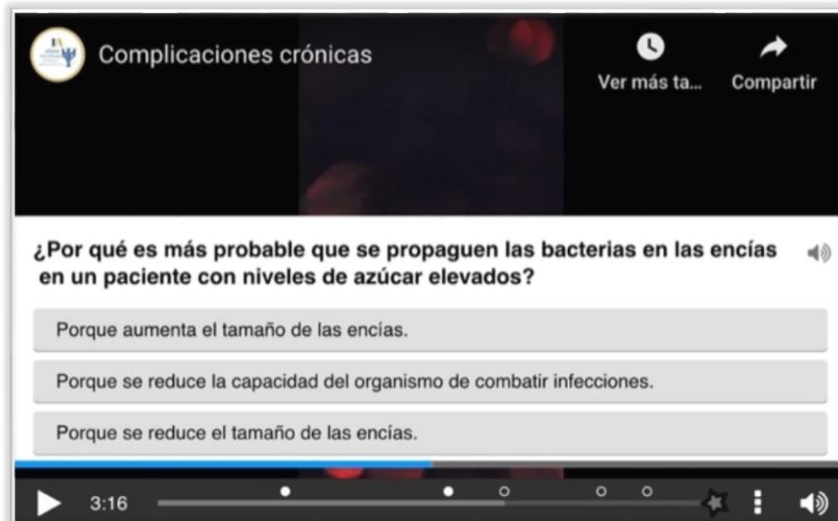 Complicaciones crónicas
Ver más ta...
Compartir
¿Por qué es más probable que se propaguen las bacterias en las encías
en un paciente con niveles de azúcar elevados?
Porque aumenta el tamaño de las encías.
Porque se reduce la capacidad del organismo de combatir infecciones.
Porque se reduce el tamaño de las encías.
3:16